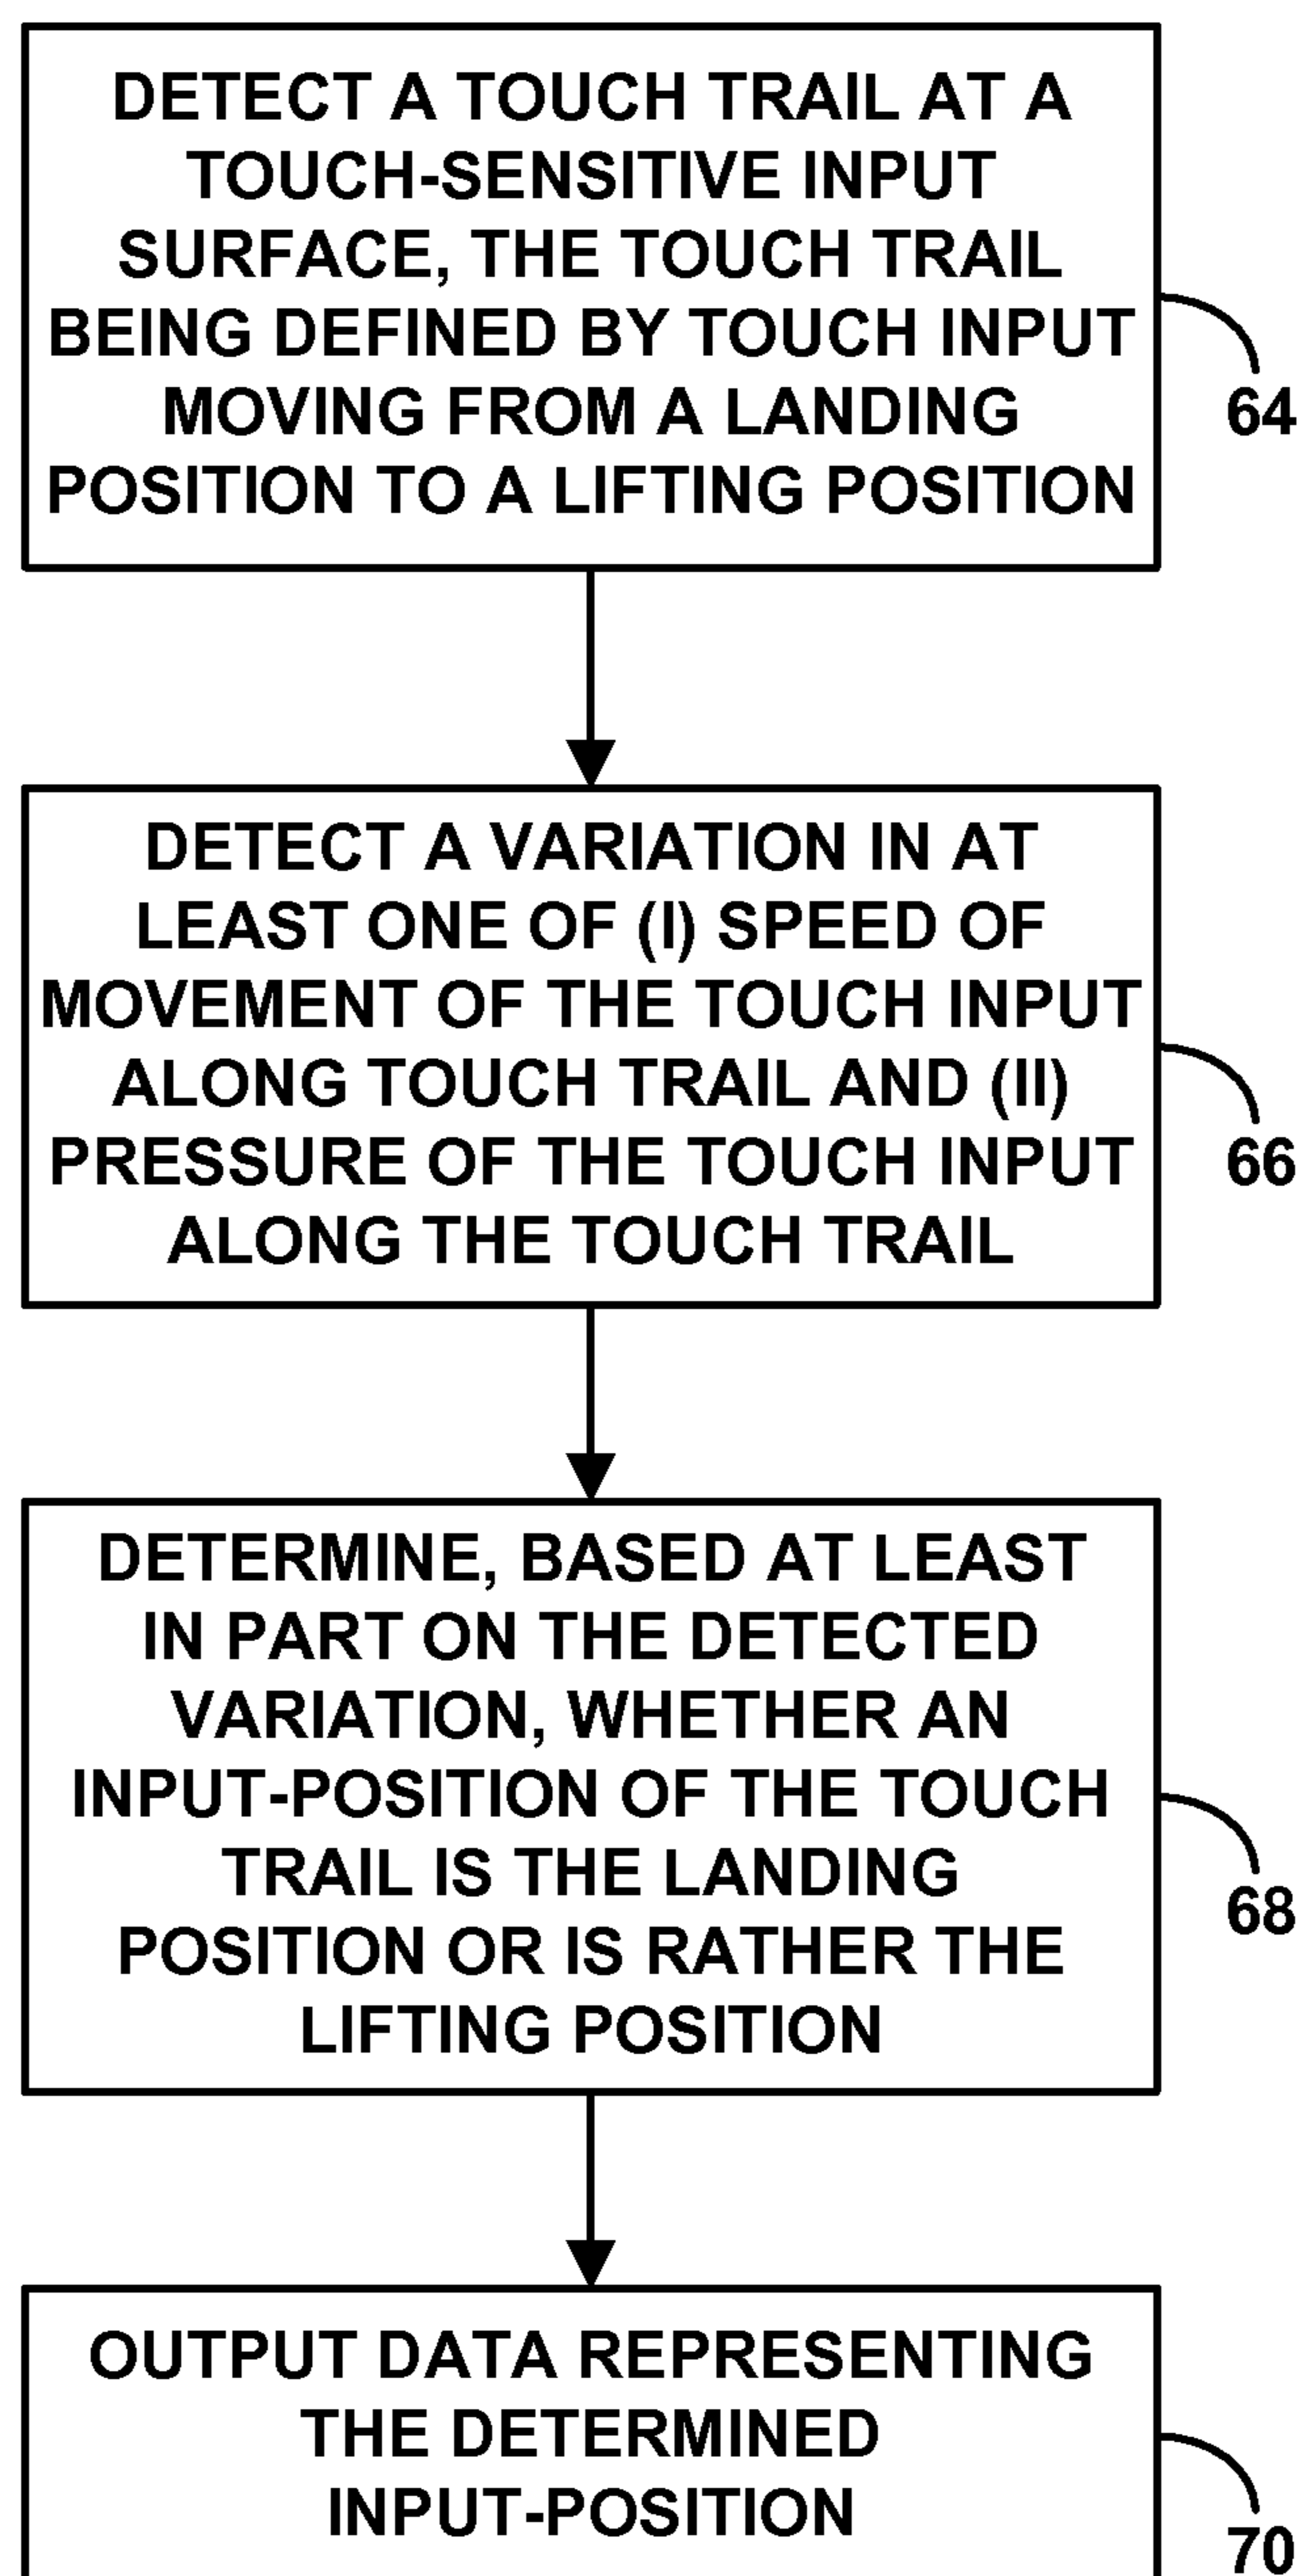 DETECT A TOUCH TRAIL AT A
TOUCH-SENSITIVE INPUT
SURFACE, THE TOUCH TRAIL
BEING DEFINED BY TOUCH INPUT
MOVING FROM A LANDING
POSITION TO A LIFTING POSITION
64
DETECT A VARIATION IN AT
LEAST ONE OF (I) SPEED OF
MOVEMENT OF THE TOUCH INPUT
ALONG TOUCH TRAIL AND (II)
PRESSURE OF THE TOUCH INPUT
ALONG THE TOUCH TRAIL
66
DETERMINE, BASED AT LEAST
IN PART ON THE DETECTED
VARIATION, WHETHER AN
INPUT-POSITION OF THE TOUCH
TRAIL IS THE LANDING
POSITION OR IS RATHER THE
LIFTING POSITION
68
OUTPUT DATA REPRESENTING
THE DETERMINED
INPUT-POSITION
70